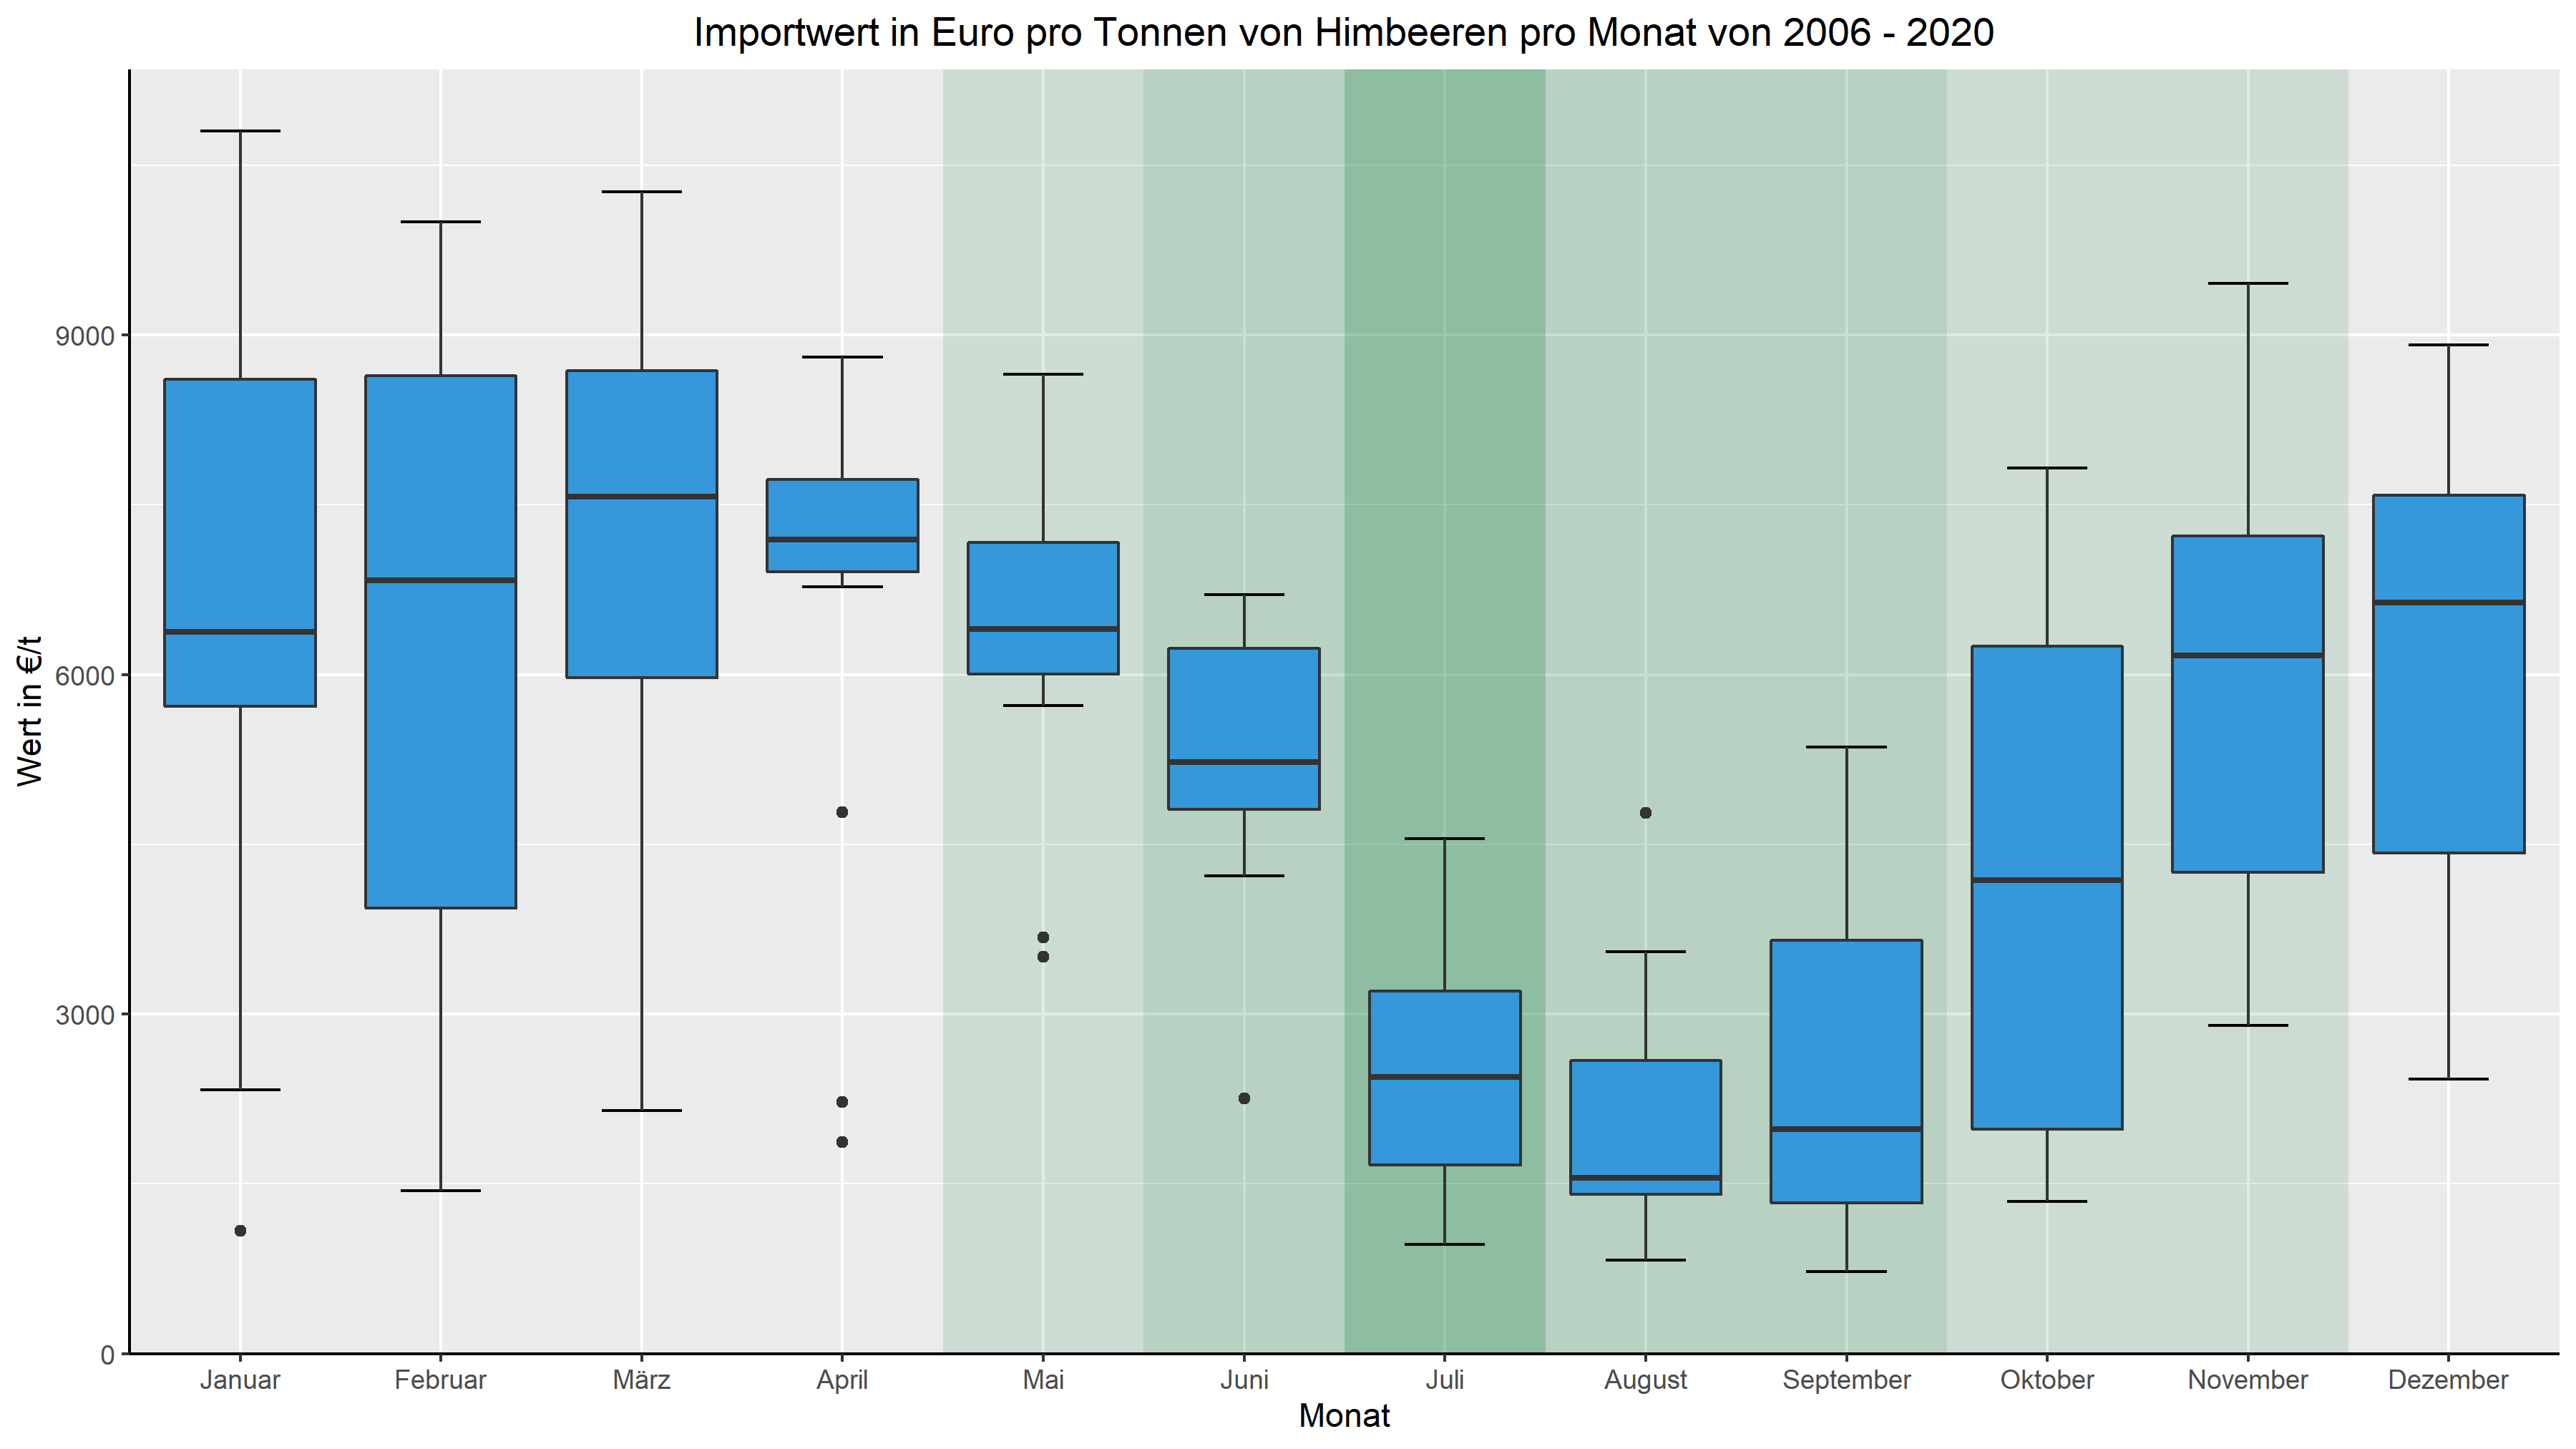 Importwert in Euro pro Tonnen von Himbeeren pro Monat von 2006 - 2020
Wert in €/t
9000
6000
3000
0
Januar Februar März April Mai Juni Juli August September Oktober November Dezember
Monat